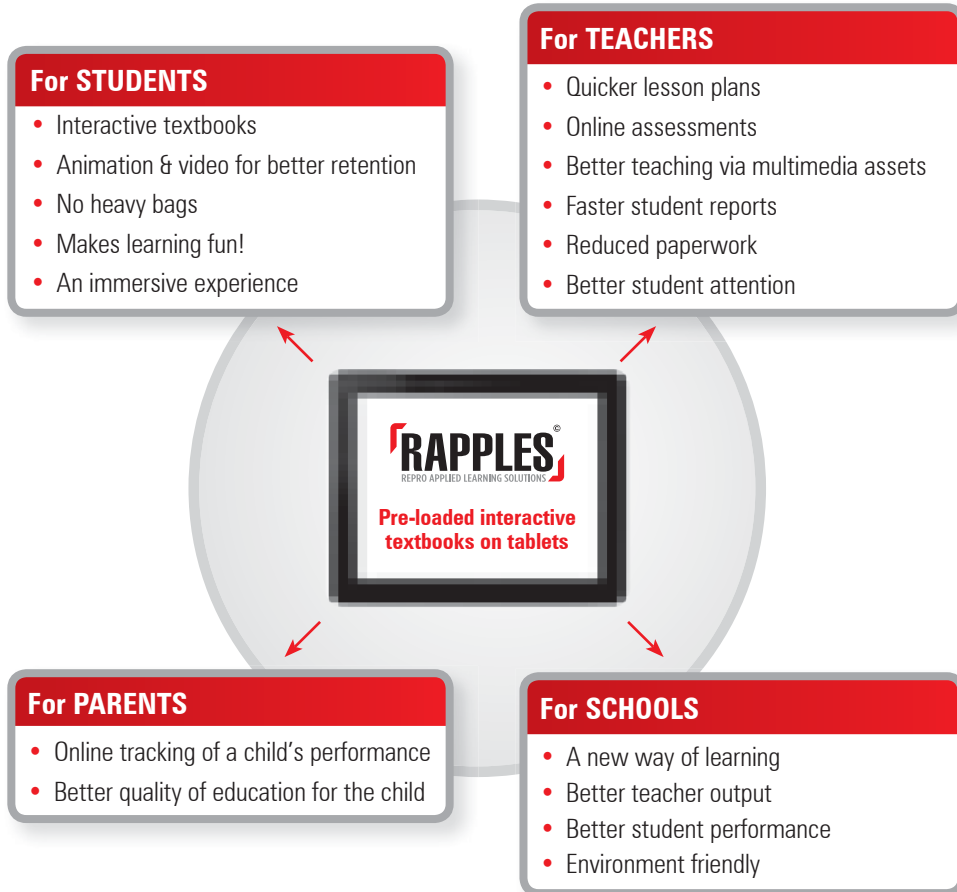 For STUDENTS
• Interactive textbooks
• Animation & video for better retention
• No heavy bags
• Makes learning fun!
• An immersive experience
For TEACHERS
• Quicker lesson plans
• Online assessments
• Better teaching via multimedia assets
• Faster student reports
• Reduced paperwork
• Better student attention
RAPPLES©
REPRO APPLIED LEARNING SOLUTIONS
Pre-loaded interactive
textbooks on tablets
For PARENTS
• Online tracking of a child's performance
• Better quality of education for the child
For SCHOOLS
• A new way of learning
• Better teacher output
• Better student performance
• Environment friendly